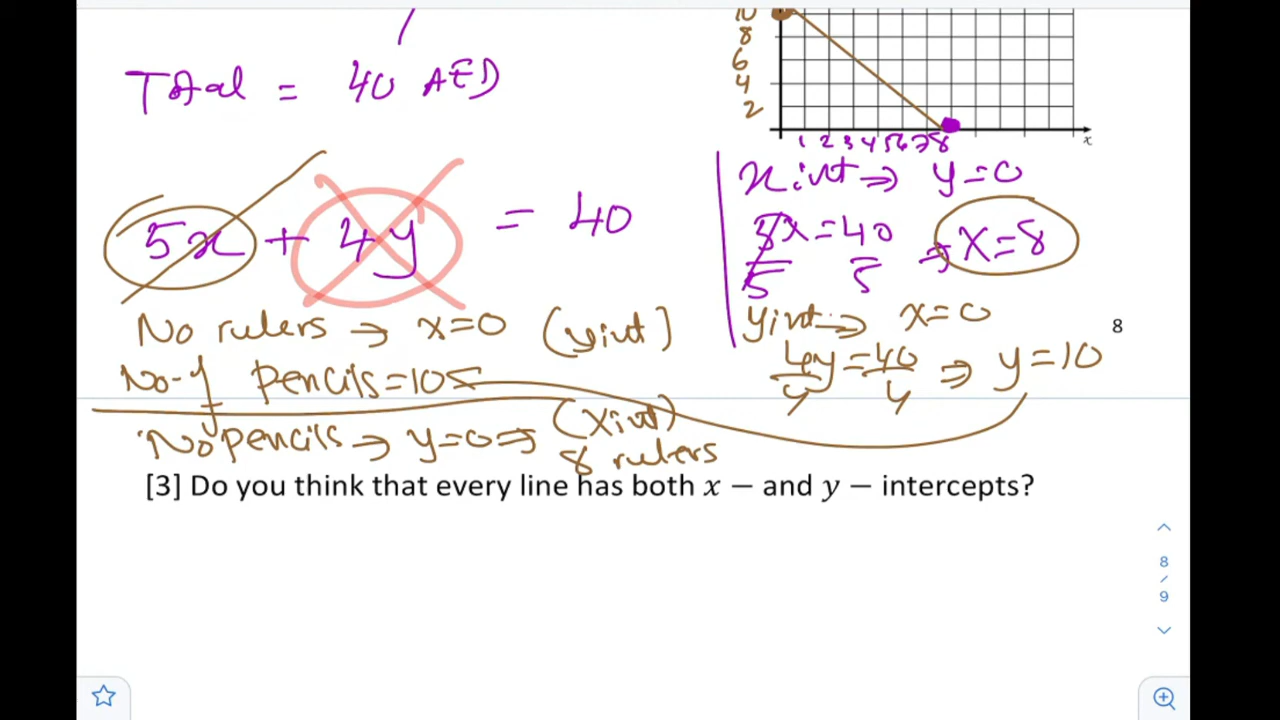 Total = 40 AED
10
8
6
4
2
1 2 3 4 5 6 7 8
x
5x + 4y = 40
x int ⇒ y=0
5x = 40
5 5 ⇒ x=8
y int ⇒ x=0
4y = 40 ⇒ y=10
4 4
No rulers → x=0 (y int)
No. of pencils = 10
No pencils → y=0 ⇒ (x int)
8 rulers
8
[3] Do you think that every line has both x − and y − intercepts?
8
/
9